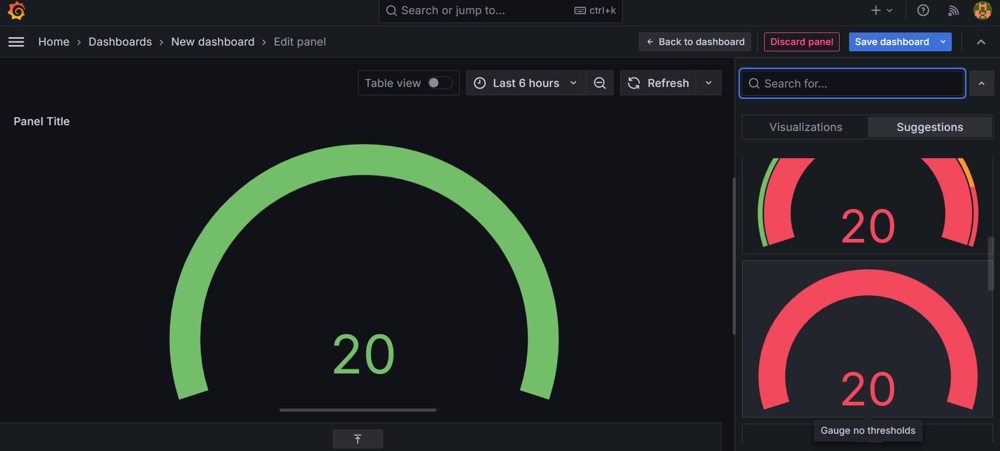 Search or jump to... ctrl+k
Home › Dashboards › New dashboard › Edit panel
← Back to dashboard
Discard panel
Save dashboard
Table view
Last 6 hours
Refresh
Search for...
Panel Title
Visualizations
Suggestions
20
20
20
Gauge no thresholds